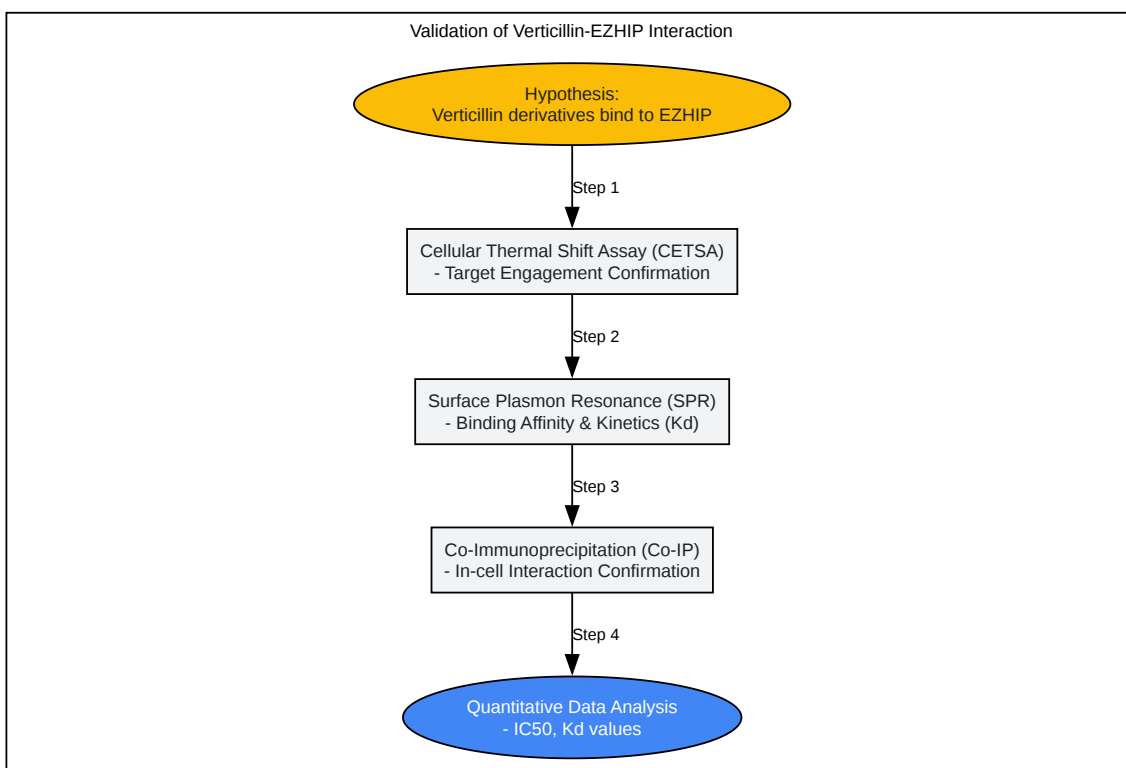 Validation of Verticillin-EZHIP Interaction
Hypothesis:
Verticillin derivatives bind to EZHIP
Step 1
Cellular Thermal Shift Assay (CETSA)
- Target Engagement Confirmation
Step 2
Surface Plasmon Resonance (SPR)
- Binding Affinity & Kinetics (Kd)
Step 3
Co-Immunoprecipitation (Co-IP)
- In-cell Interaction Confirmation
Step 4
Quantitative Data Analysis
- IC50, Kd values